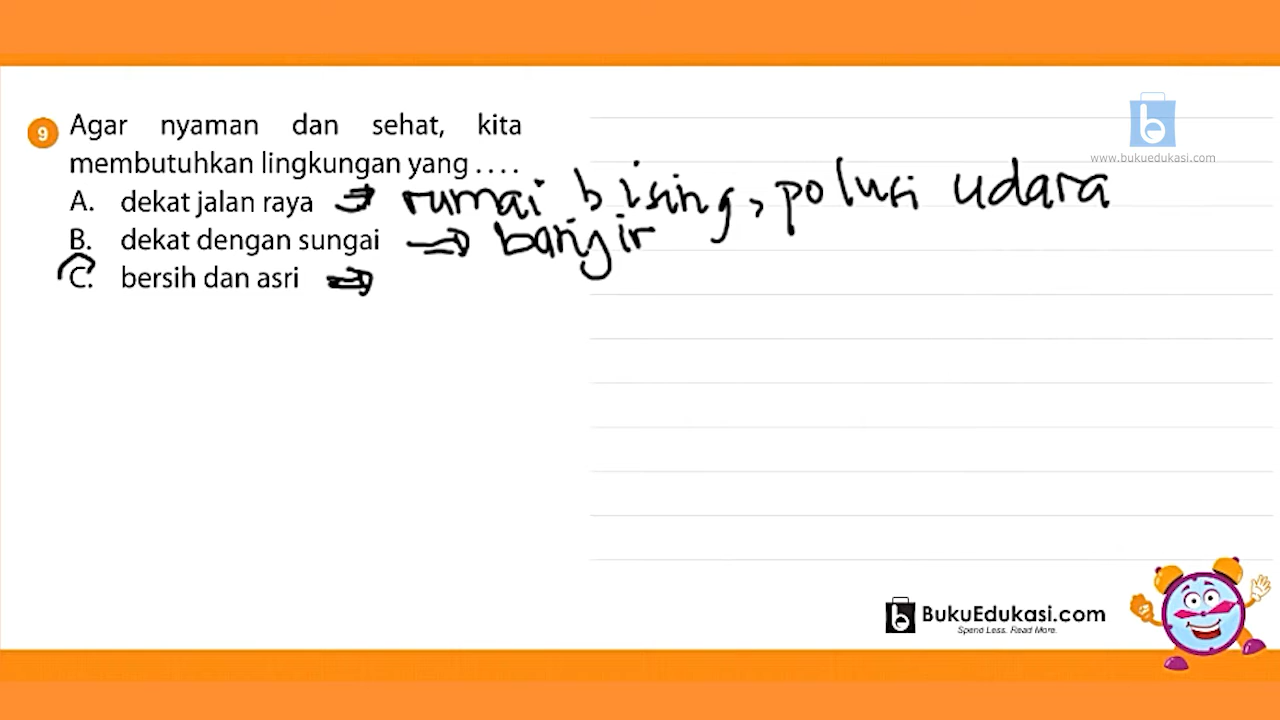 9 Agar nyaman dan sehat, kita
membutuhkan lingkungan yang ....
A. dekat jalan raya → rumai bising, polusi udara
B. dekat dengan sungai → banjir
C. bersih dan asri →
b
www.bukuedukasi.com
b BukuEdukasi.com
Spend Less. Read More.